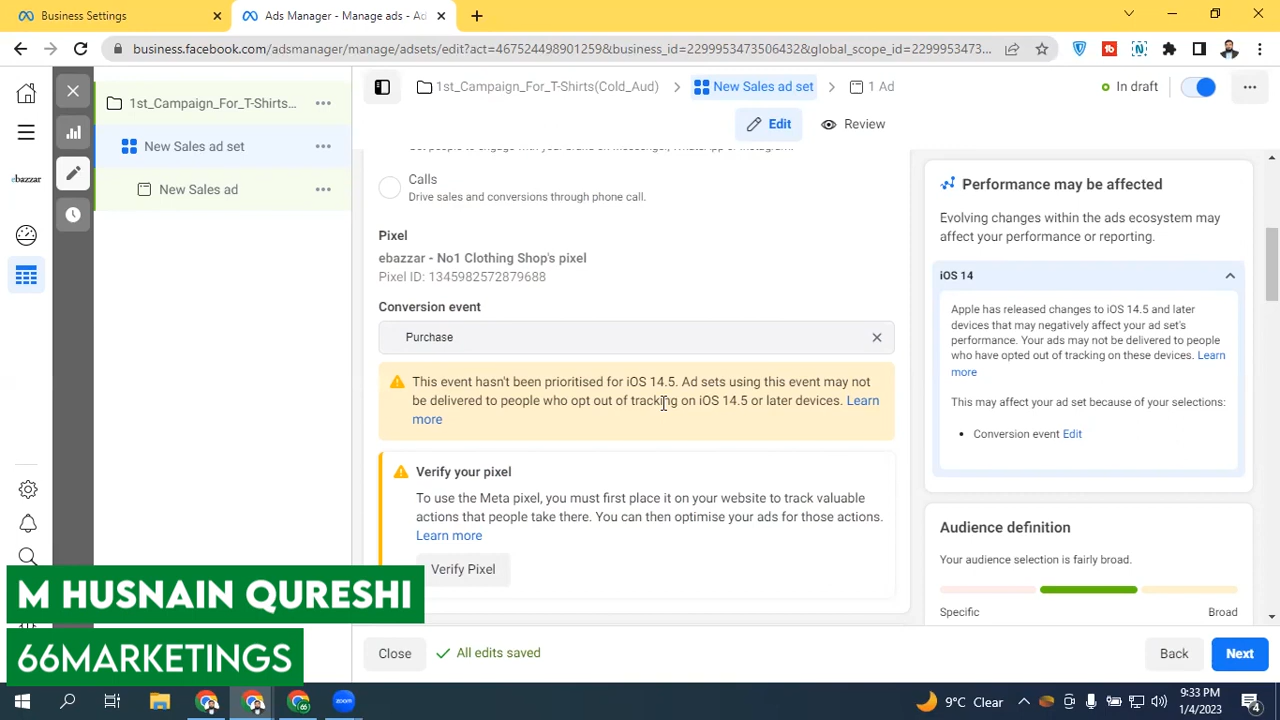 Business Settings
Ads Manager - Manage ads - Ad
business.facebook.com/adsmanager/manage/adsets/edit?act=467524498901259&business_id=2299953473506432&global_scope_id=2299953473...
1st_Campaign_For_T-Shirts(Cold_Aud)
New Sales ad set
1 Ad
In draft
1st_Campaign_For_T-Shirts...
New Sales ad set
New Sales ad
ebazzar
Edit
Review
Calls
Drive sales and conversions through phone call.
Pixel
ebazzar - No1 Clothing Shop's pixel
Pixel ID: 1345982572879688
Conversion event
Purchase
This event hasn't been prioritised for iOS 14.5. Ad sets using this event may not
be delivered to people who opt out of tracking on iOS 14.5 or later devices. Learn
more
Verify your pixel
To use the Meta pixel, you must first place it on your website to track valuable
actions that people take there. You can then optimise your ads for those actions.
Learn more
Verify Pixel
Performance may be affected
Evolving changes within the ads ecosystem may
affect your performance or reporting.
iOS 14
Apple has released changes to iOS 14.5 and later
devices that may negatively affect your ad set's
performance. Your ads may not be delivered to people
who have opted out of tracking on these devices. Learn
more
This may affect your ad set because of your selections:
Conversion event Edit
Audience definition
Your audience selection is fairly broad.
Specific
Broad
Close
All edits saved
Back
Next
M HUSNAIN QURESHI
66MARKETINGS
9°C Clear
9:33 PM
1/4/2023
4